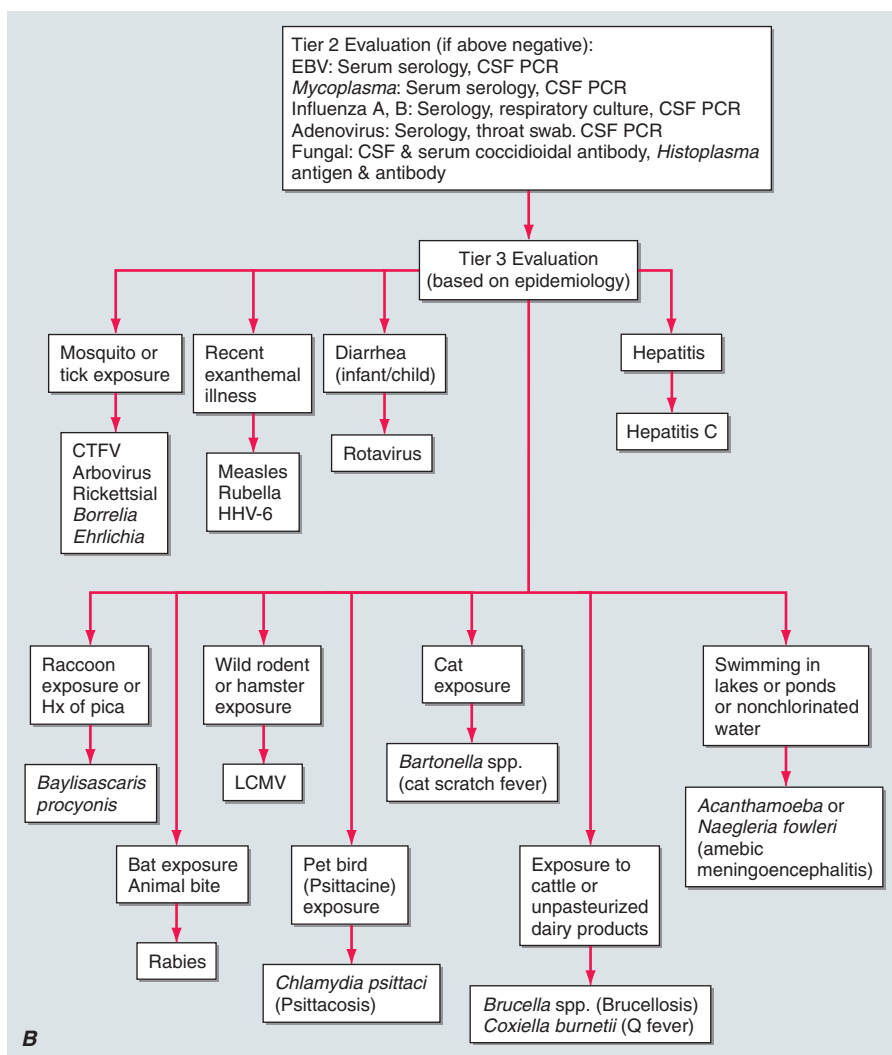 Tier 2 Evaluation (if above negative):
EBV: Serum serology, CSF PCR
Mycoplasma: Serum serology, CSF PCR
Influenza A, B: Serology, respiratory culture, CSF PCR
Adenovirus: Serology, throat swab. CSF PCR
Fungal: CSF & serum coccidioidal antibody, Histoplasma
antigen & antibody
Tier 3 Evaluation
(based on epidemiology)
Mosquito or
tick exposure
CTFV
Arbovirus
Rickettsial
Borrelia
Ehrlichia
Recent
exanthemal
illness
Measles
Rubella
HHV-6
Diarrhea
(infant/child)
Rotavirus
Hepatitis
Hepatitis C
Raccoon
exposure or
Hx of pica
Baylisascaris
procyonis
Bat exposure
Animal bite
Rabies
Wild rodent
or hamster
exposure
LCMV
Pet bird
(Psittacine)
exposure
Chlamydia psittaci
(Psittacosis)
Cat
exposure
Bartonella spp.
(cat scratch fever)
Exposure to
cattle or
unpasteurized
dairy products
Brucella spp. (Brucellosis)
Coxiella burnetii (Q fever)
Swimming in
lakes or ponds
or nonchlorinated
water
Acanthamoeba or
Naegleria fowleri
(amebic
meningoencephalitis)
B